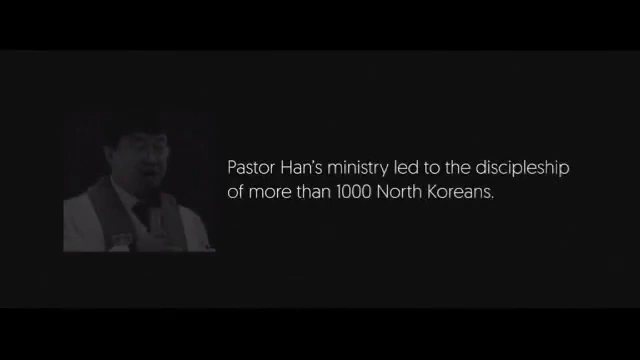 Pastor Han's ministry led to the discipleship
of more than 1000 North Koreans.